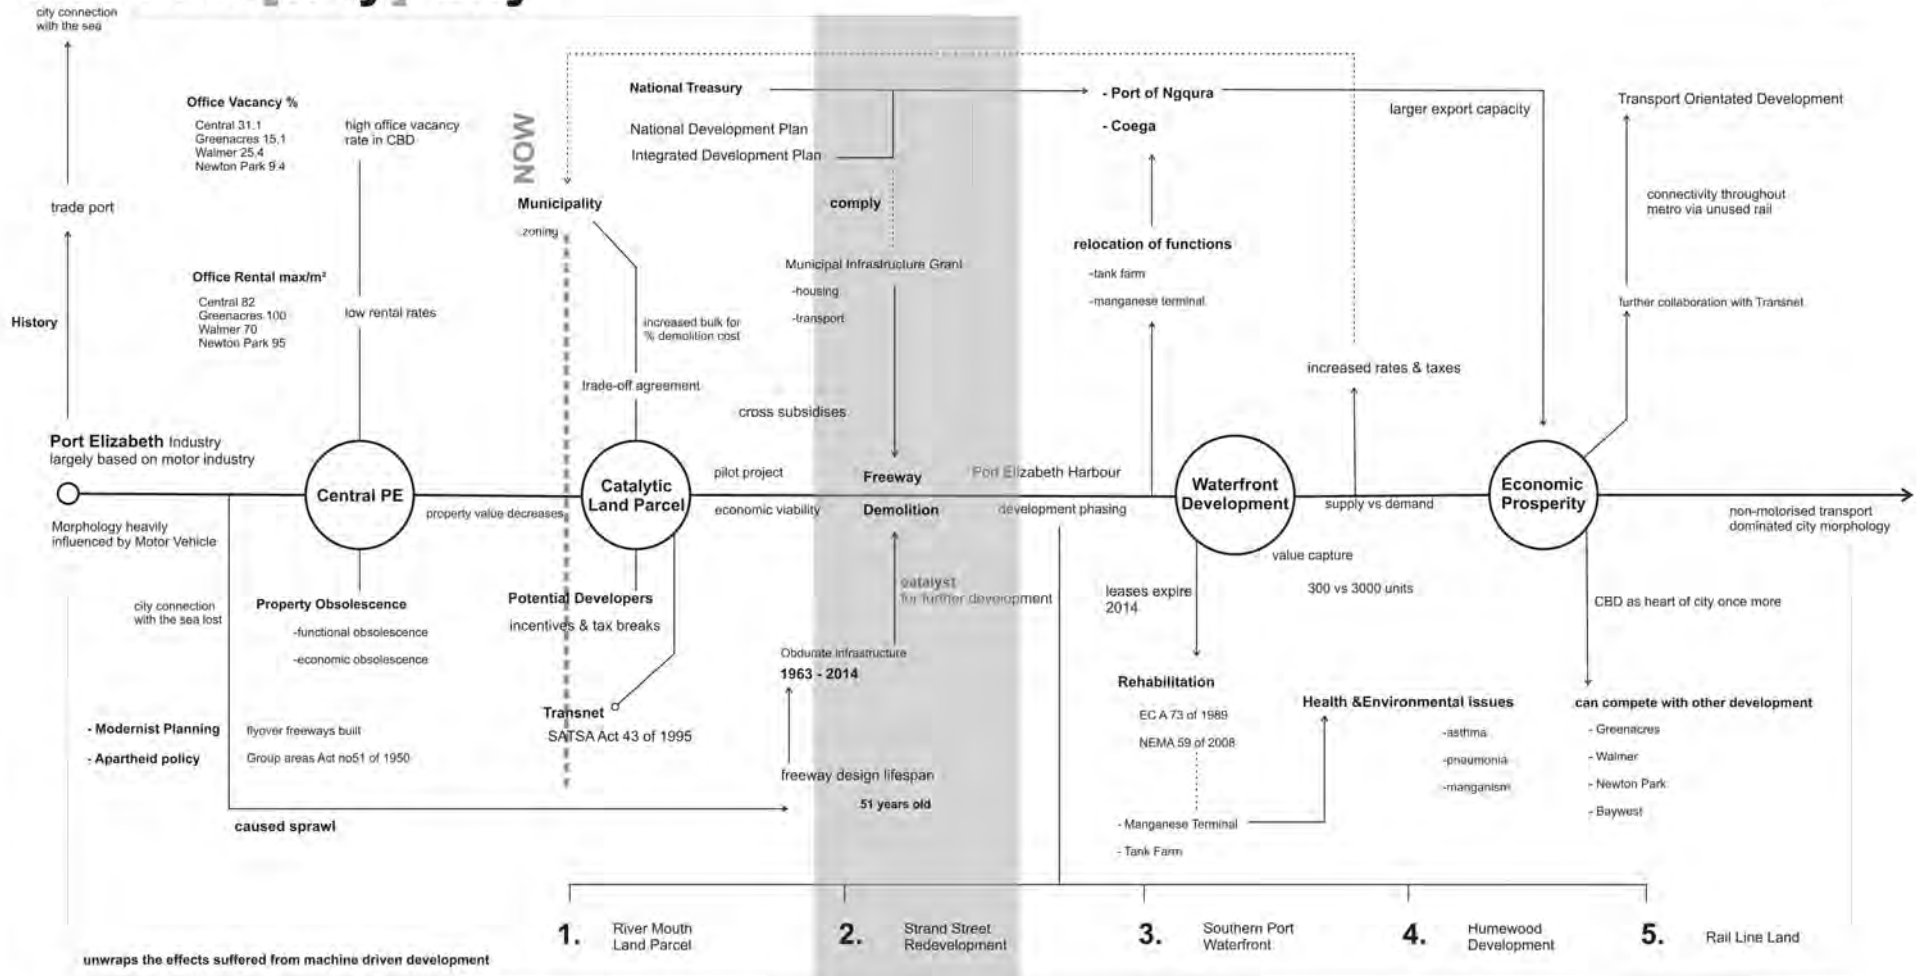 city connection
with the sea
trade port
History
Port Elizabeth Industry
largely based on motor industry
Morphology heavily
influenced by Motor Vehicle
Office Vacancy %
Central 31.1
Greenacres 15.1
Walmer 25.4
Newton Park 9.4
high office vacancy
rate in CBD
Office Rental max/m²
Central 82
Greenacres 100
Walmer 70
Newton Park 95
low rental rates
Central PE
property value decreases
city connection
with the sea lost
Property Obsolescence
-functional obsolescence
-economic obsolescence
- Modernist Planning
flyover freeways built
- Apartheid policy
Group areas Act no51 of 1950
caused sprawl
NOW
Municipality
zoning
increased bulk for
% demolition cost
trade-off agreement
Catalytic
Land Parcel
Potential Developers
incentives & tax breaks
Transnet
SATSA Act 43 of 1995
National Treasury
National Development Plan
Integrated Development Plan
comply
Municipal Infrastructure Grant
-housing
-transport
cross subsidises
pilot project
economic viability
Freeway
Demolition
catalyst
for further development
Obdurate Infrastructure
1963 - 2014
freeway design lifespan
51 years old
Port Elizabeth Harbour
development phasing
- Port of Ngqura
- Coega
relocation of functions
-tank farm
-manganese terminal
Waterfront
Development
leases expire
2014
Rehabilitation
EC A 73 of 1989
NEMA 59 of 2008
- Manganese Terminal
- Tank Farm
larger export capacity
increased rates & taxes
supply vs demand
value capture
300 vs 3000 units
Health &Environmental issues
-asthma
-pneumonia
-manganism
Economic
Prosperity
Transport Orientated Development
connectivity throughout
metro via unused rail
further collaboration with Transnet
non-motorised transport
dominated city morphology
CBD as heart of city once more
can compete with other development
- Greenacres
- Walmer
- Newton Park
- Baywest
1. River Mouth
Land Parcel
2. Strand Street
Redevelopment
3. Southern Port
Waterfront
4. Humewood
Development
5. Rail Line Land
unwraps the effects suffered from machine driven development